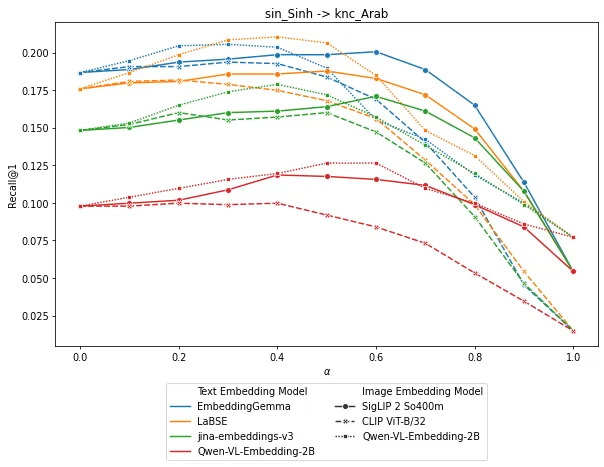 sin_Sinh -> knc_Arab
0.200
0.175
0.150
0.125
0.100
0.075
0.050
0.025
Recall@1
0.0 0.2 0.4 0.6 0.8 1.0
α
Text Embedding Model Image Embedding Model
EmbeddingGemma SigLIP 2 So400m
LaBSE CLIP ViT-B/32
jina-embeddings-v3 Qwen-VL-Embedding-2B
Qwen-VL-Embedding-2B